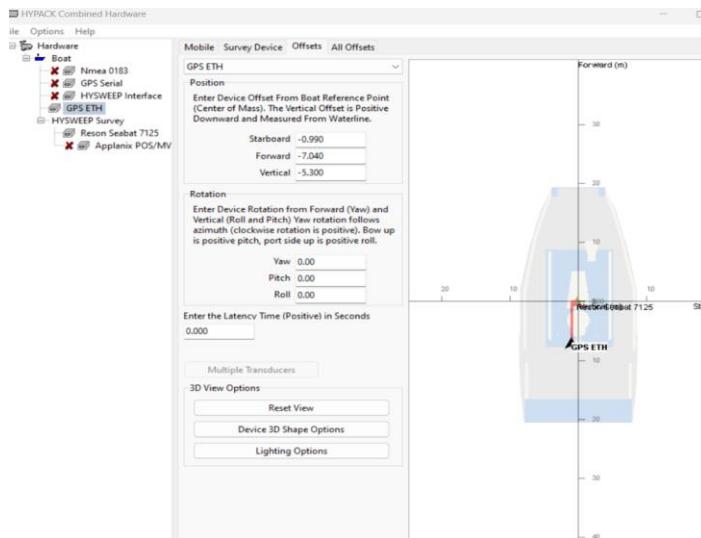 HYPACK Combined Hardware
ile Options Help
Hardware
Boat
Nmea 0183
GPS Serial
HYSWEEP Interface
GPS ETH
HYSWEEP Survey
Reson Seabat 7125
Applanix POS/MV
Mobile Survey Device Offsets All Offsets
GPS ETH
Position
Enter Device Offset From Boat Reference Point
(Center of Mass). The Vertical Offset is Positive
Downward and Measured From Waterline.
Starboard -0.990
Forward -7.040
Vertical -5.300
Rotation
Enter Device Rotation from Forward (Yaw) and
Vertical (Roll and Pitch) Yaw rotation follows
azimuth (clockwise rotation is positive). Bow up
is positive pitch, port side up is positive roll.
Yaw 0.00
Pitch 0.00
Roll 0.00
Enter the Latency Time (Positive) in Seconds
0.000
Multiple Transducers
3D View Options
Reset View
Device 3D Shape Options
Lighting Options
Forward (m)
30
20
10
20 10 10
Seabat 7125 St
GPS ETH
10
20
30
40